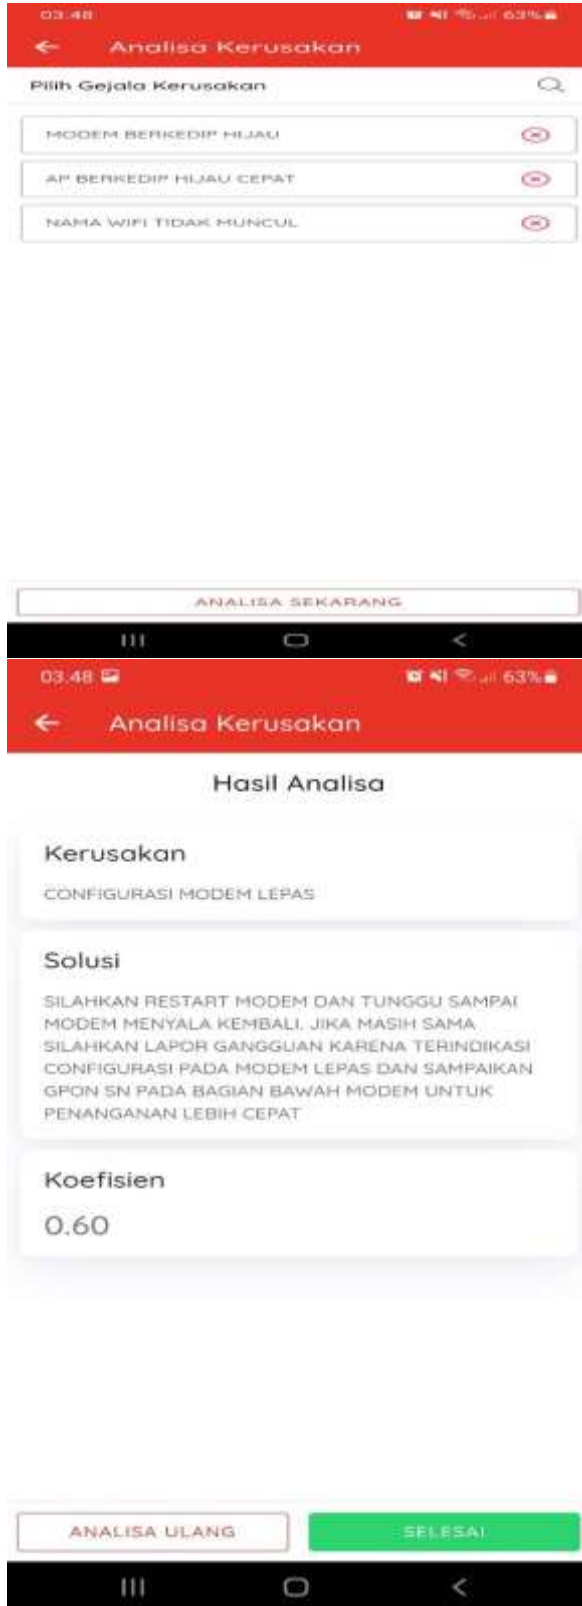 03.48 63%
Analisa Kerusakan
Pilih Gejala Kerusakan
MODEM BERKEDIP HIJAU
AP BERKEDIP HIJAU CEPAT
NAMA WIFI TIDAK MUNCUL
ANALISA SEKARANG
03.48 63%
Analisa Kerusakan
Hasil Analisa
Kerusakan
CONFIGURASI MODEM LEPAS
Solusi
SILAHKAN RESTART MODEM DAN TUNGGU SAMPAI
MODEM MENYALA KEMBALI. JIKA MASIH SAMA
SILAHKAN LAPOR GANGGUAN KARENA TERINDIKASI
CONFIGURASI PADA MODEM LEPAS DAN SAMPAIKAN
GPON SN PADA BAGIAN BAWAH MODEM UNTUK
PENANGANAN LEBIH CEPAT
Koefisien
0.60
ANALISA ULANG
SELESAI